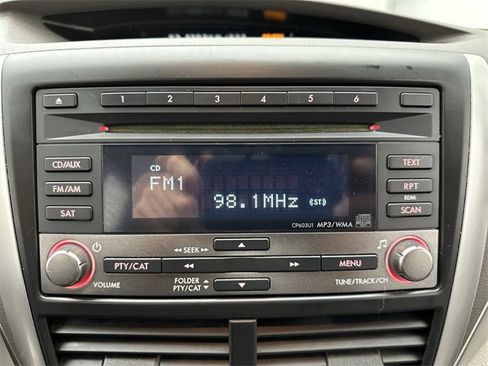 1 2 3 4 5 6
CD/AUX
FM/AM
SAT
CD
FM1
98.1MHz (ST)
TEXT
RPT
RDM
SCAN
CP603U1 MP3/WMA
SEEK
PTY/CAT
MENU
VOLUME
FOLDER
PTY/CAT
TUNE/TRACK/CH